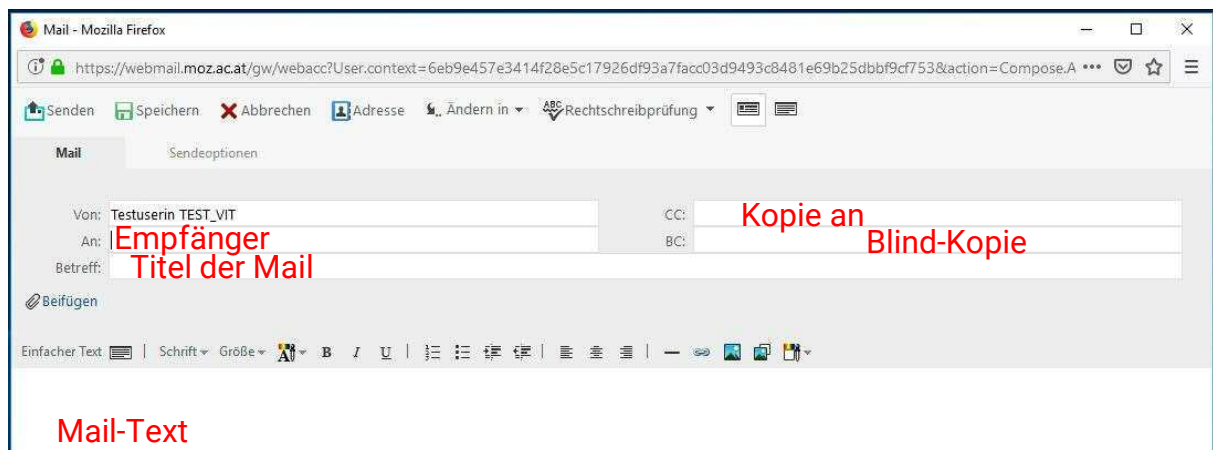 Mail - Mozilla Firefox
https://webmail.moz.ac.at/gw/webacc?User.context=6eb9e457e3414f28e5c17926df93a7facc03d9493c8481e69b25dbbf9cf753&action=Compose.A
Senden Speichern Abbrechen Adresse Ändern in ABC Rechtschreibprüfung
Mail Sendeoptionen
Von: Testuserin TEST_VIT CC: Kopie an
An: Empfänger BC: Blind-Kopie
Betreff: Titel der Mail
Beifügen
Einfacher Text Schrift Größe A B I U
Mail-Text